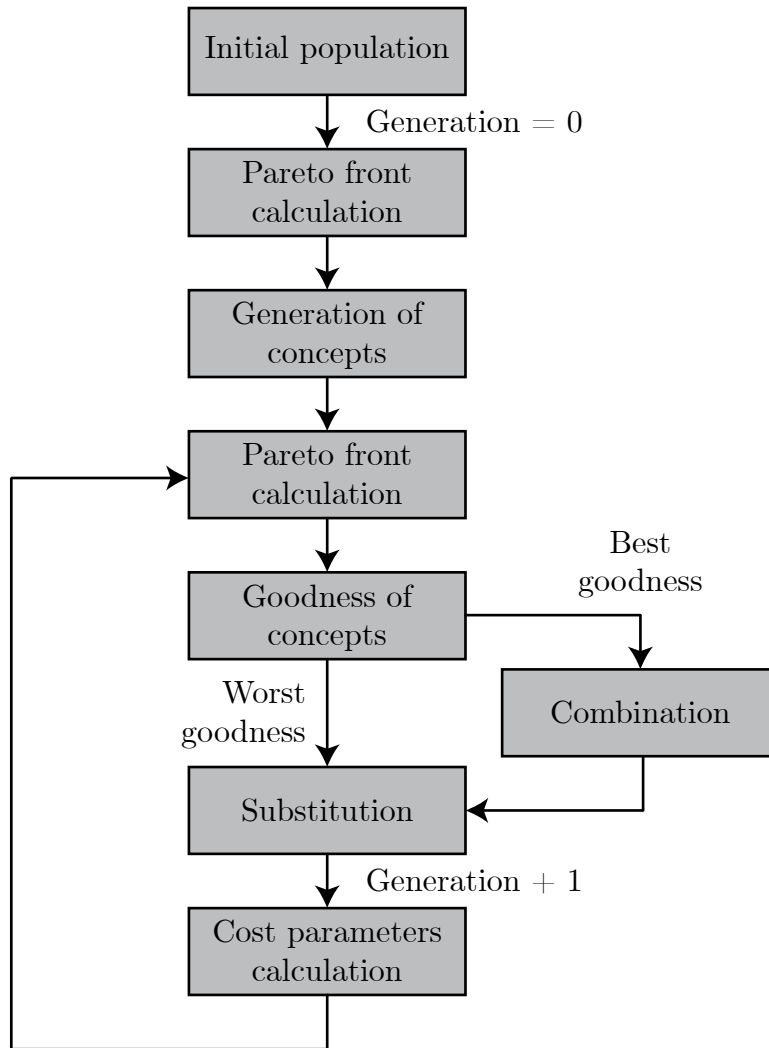 Initial population
Generation = 0
Pareto front
calculation
Generation of
concepts
Pareto front
calculation
Best
goodness
Goodness of
concepts
Worst
goodness
Combination
Substitution
Generation + 1
Cost parameters
calculation